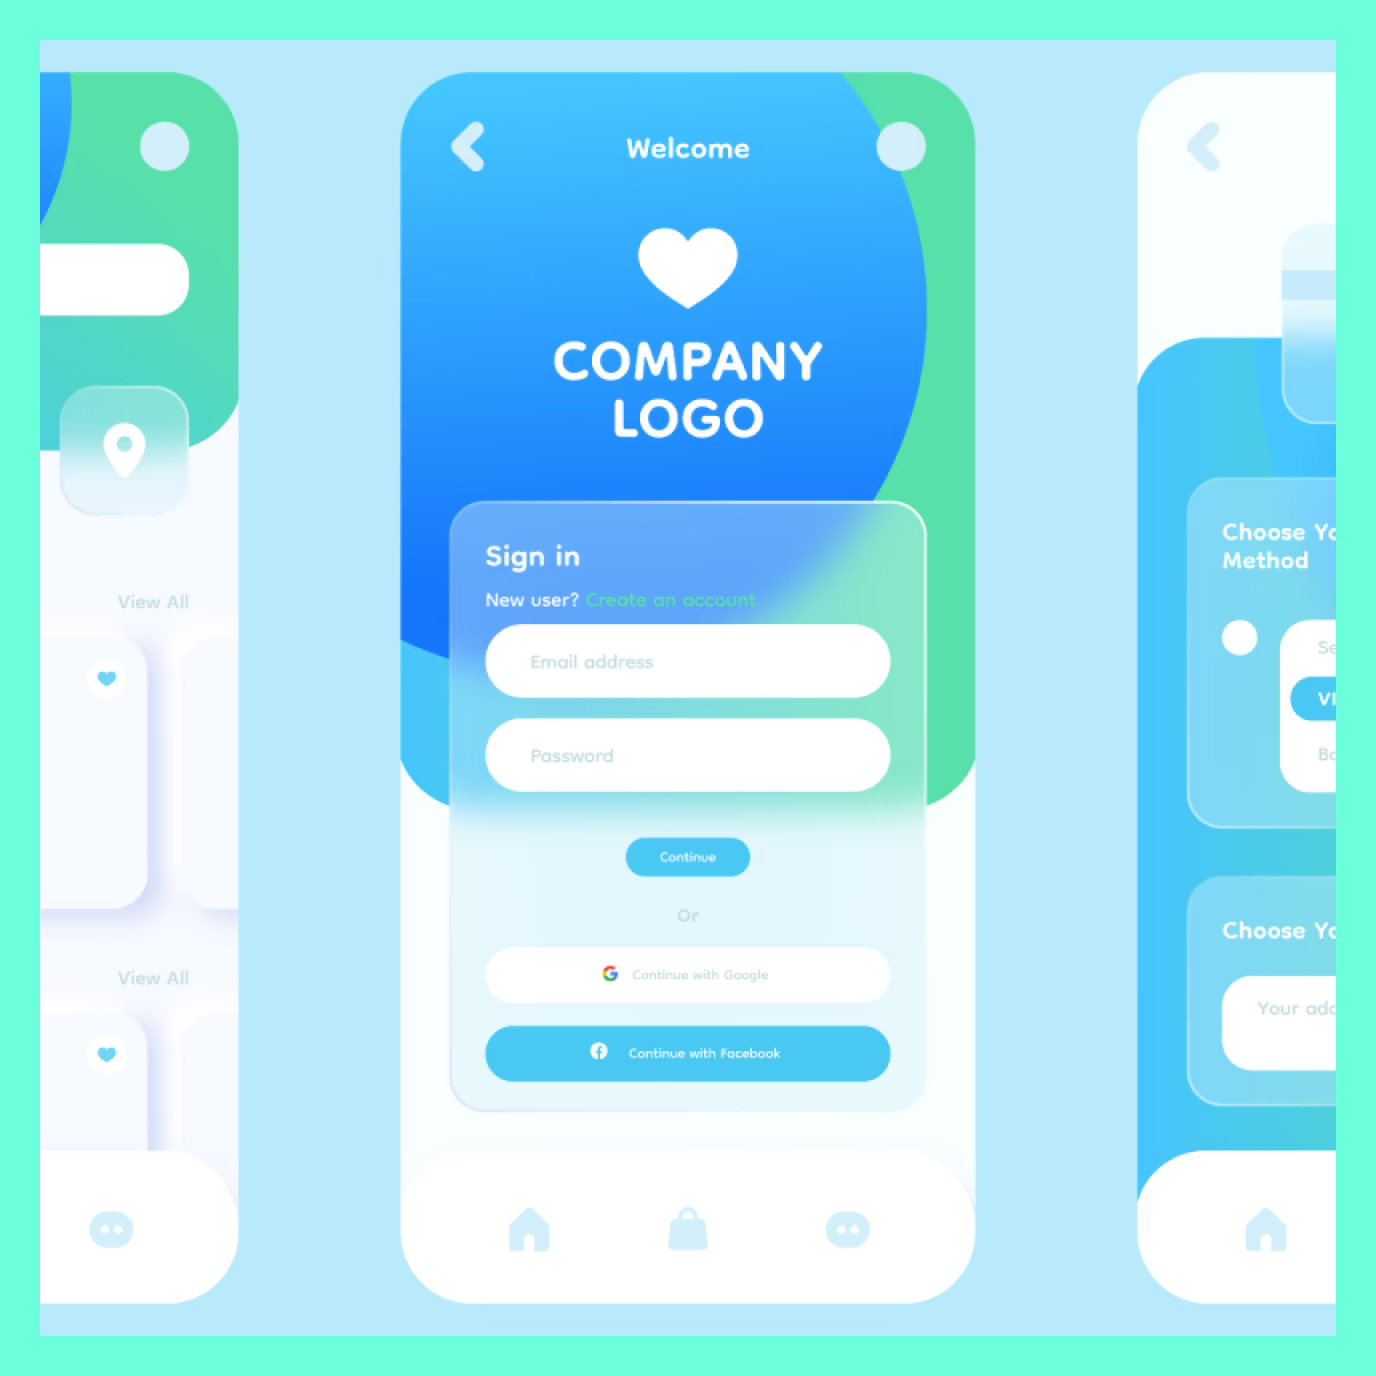 View All
View All
Welcome
COMPANY
LOGO
Sign in
New user? Create an account
Email address
Password
Continue
Or
Continue with Google
Continue with Facebook
Choose Yo
Method
Se
VI
Ba
Choose Yo
Your add